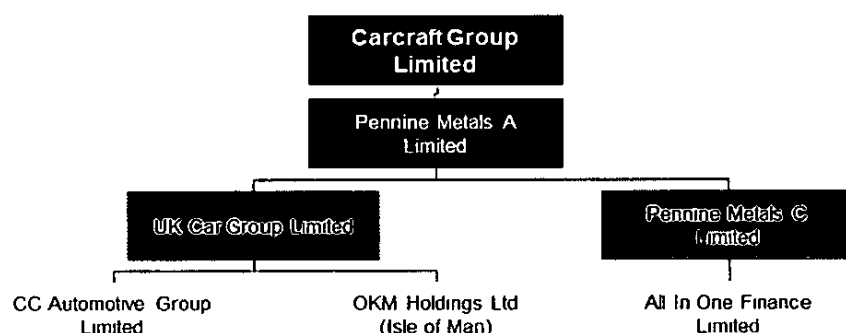 Carcraft Group
Limited
Pennine Metals A
Limited
UK Car Group Limited
Pennine Metals C
Limited
CC Automotive Group
Limited
OKM Holdings Ltd
(Isle of Man)
All In One Finance
Limited